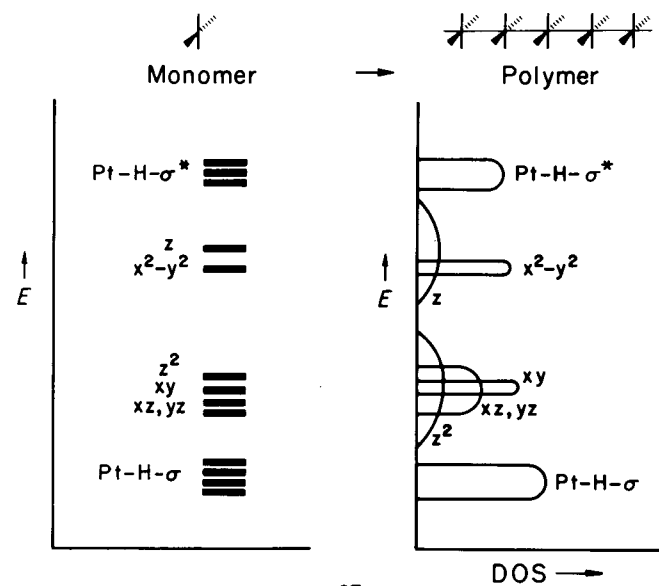 Monomer → Polymer
Pt-H-σ*
z
x²-y²
z²
xy
xz, yz
Pt-H-σ
↑
E
Pt-H-σ*
x²-y²
z
xy
xz, yz
z²
Pt-H-σ
↑
E
DOS →